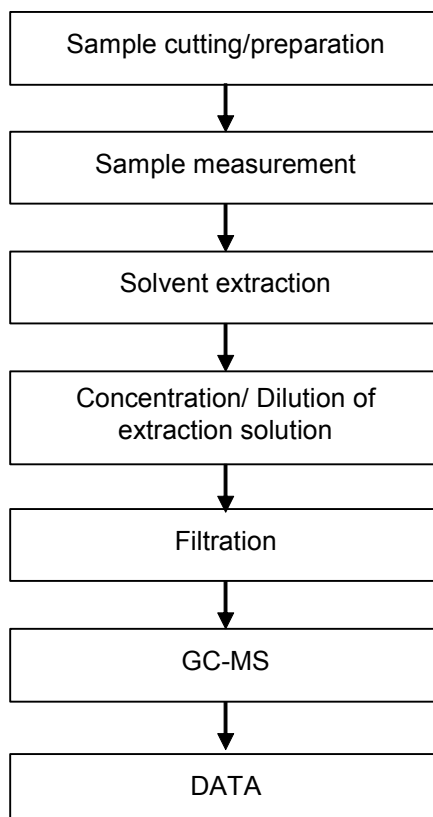 Sample cutting/preparation
Sample measurement
Solvent extraction
Concentration/ Dilution of
extraction solution
Filtration
GC-MS
DATA